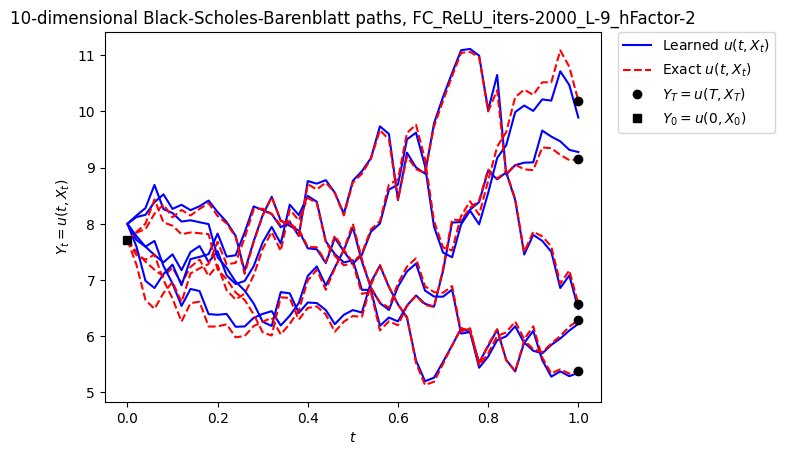 10-dimensional Black-Scholes-Barenblatt paths, FC_ReLU_iters-2000_L-9_hFactor-2
Learned u(t, X_t)
Exact u(t, X_t)
Y_T = u(T, X_T)
Y_0 = u(0, X_0)
Y_t = u(t, X_t)
11
10
9
8
7
6
5
0.0 0.2 0.4 0.6 0.8 1.0
t